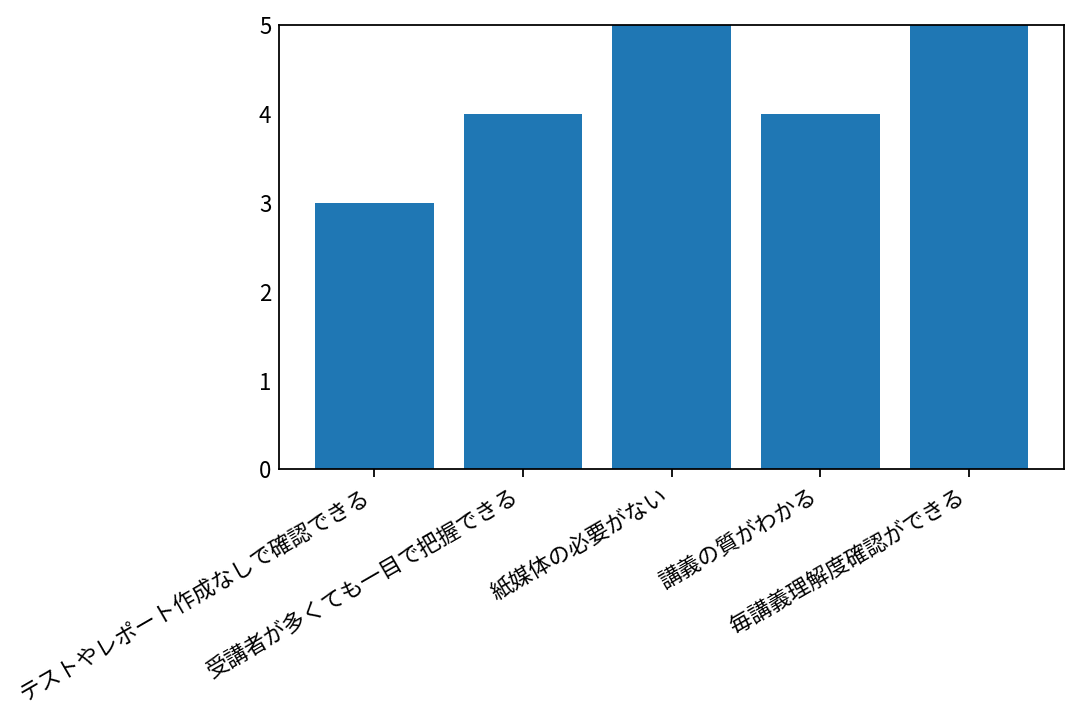 5
4
3
2
1
0
テストやレポート作成なしで確認できる
受講者が多くても一目で把握できる
紙媒体の必要がない
講義の質がわかる
毎講義理解度確認ができる